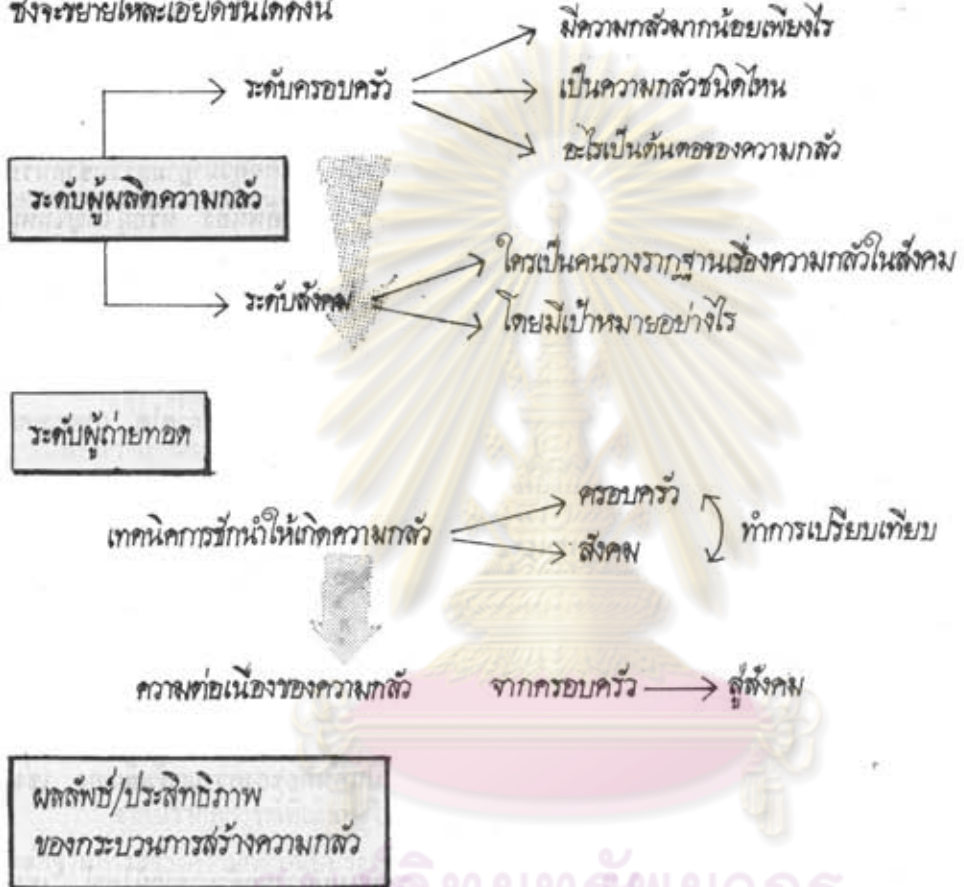 ซึ่งจะขยายให้ละเอียดขึ้นได้ดังนี้
มีความกลัวมากน้อยเพียงไร
ระดับครอบครัว
เป็นความกลัวชนิดไหน
อะไรเป็นต้นตอของความกลัว
ระดับผู้ผลิตความกลัว
ใครเป็นคนวางรากฐานเรื่องความกลัวในสังคม
ระดับสังคม
โดยมีเป้าหมายอย่างไร
ระดับผู้ถ่ายทอด
ครอบครัว
เทคนิคการชักนำให้เกิดความกลัว
ทำการเปรียบเทียบ
สังคม
ความต่อเนื่องของความกลัว จากครอบครัว สู่สังคม
ผลลัพธ์/ประสิทธิภาพ
ของกระบวนการสร้างความกลัว